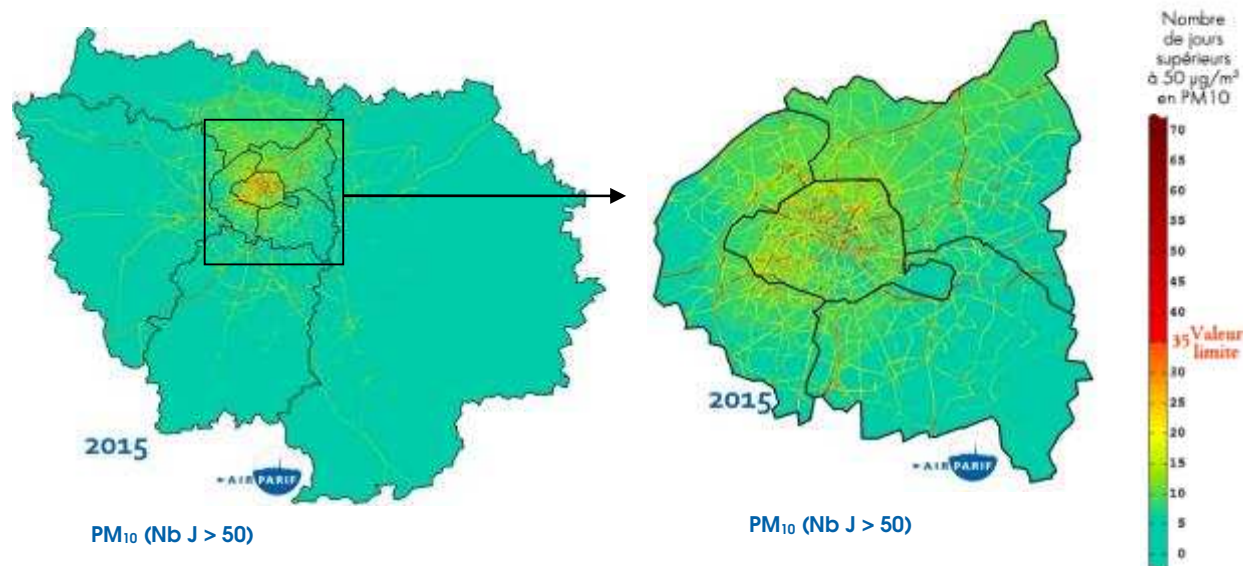 2015
AIRPARIF
PM₁₀ (Nb J > 50)
2015
AIRPARIF
PM₁₀ (Nb J > 50)
Nombre
de jours
supérieurs
à 50 µg/m³
en PM10
70
65
60
55
50
45
40
35 Valeur
limite
30
25
20
15
10
5
0